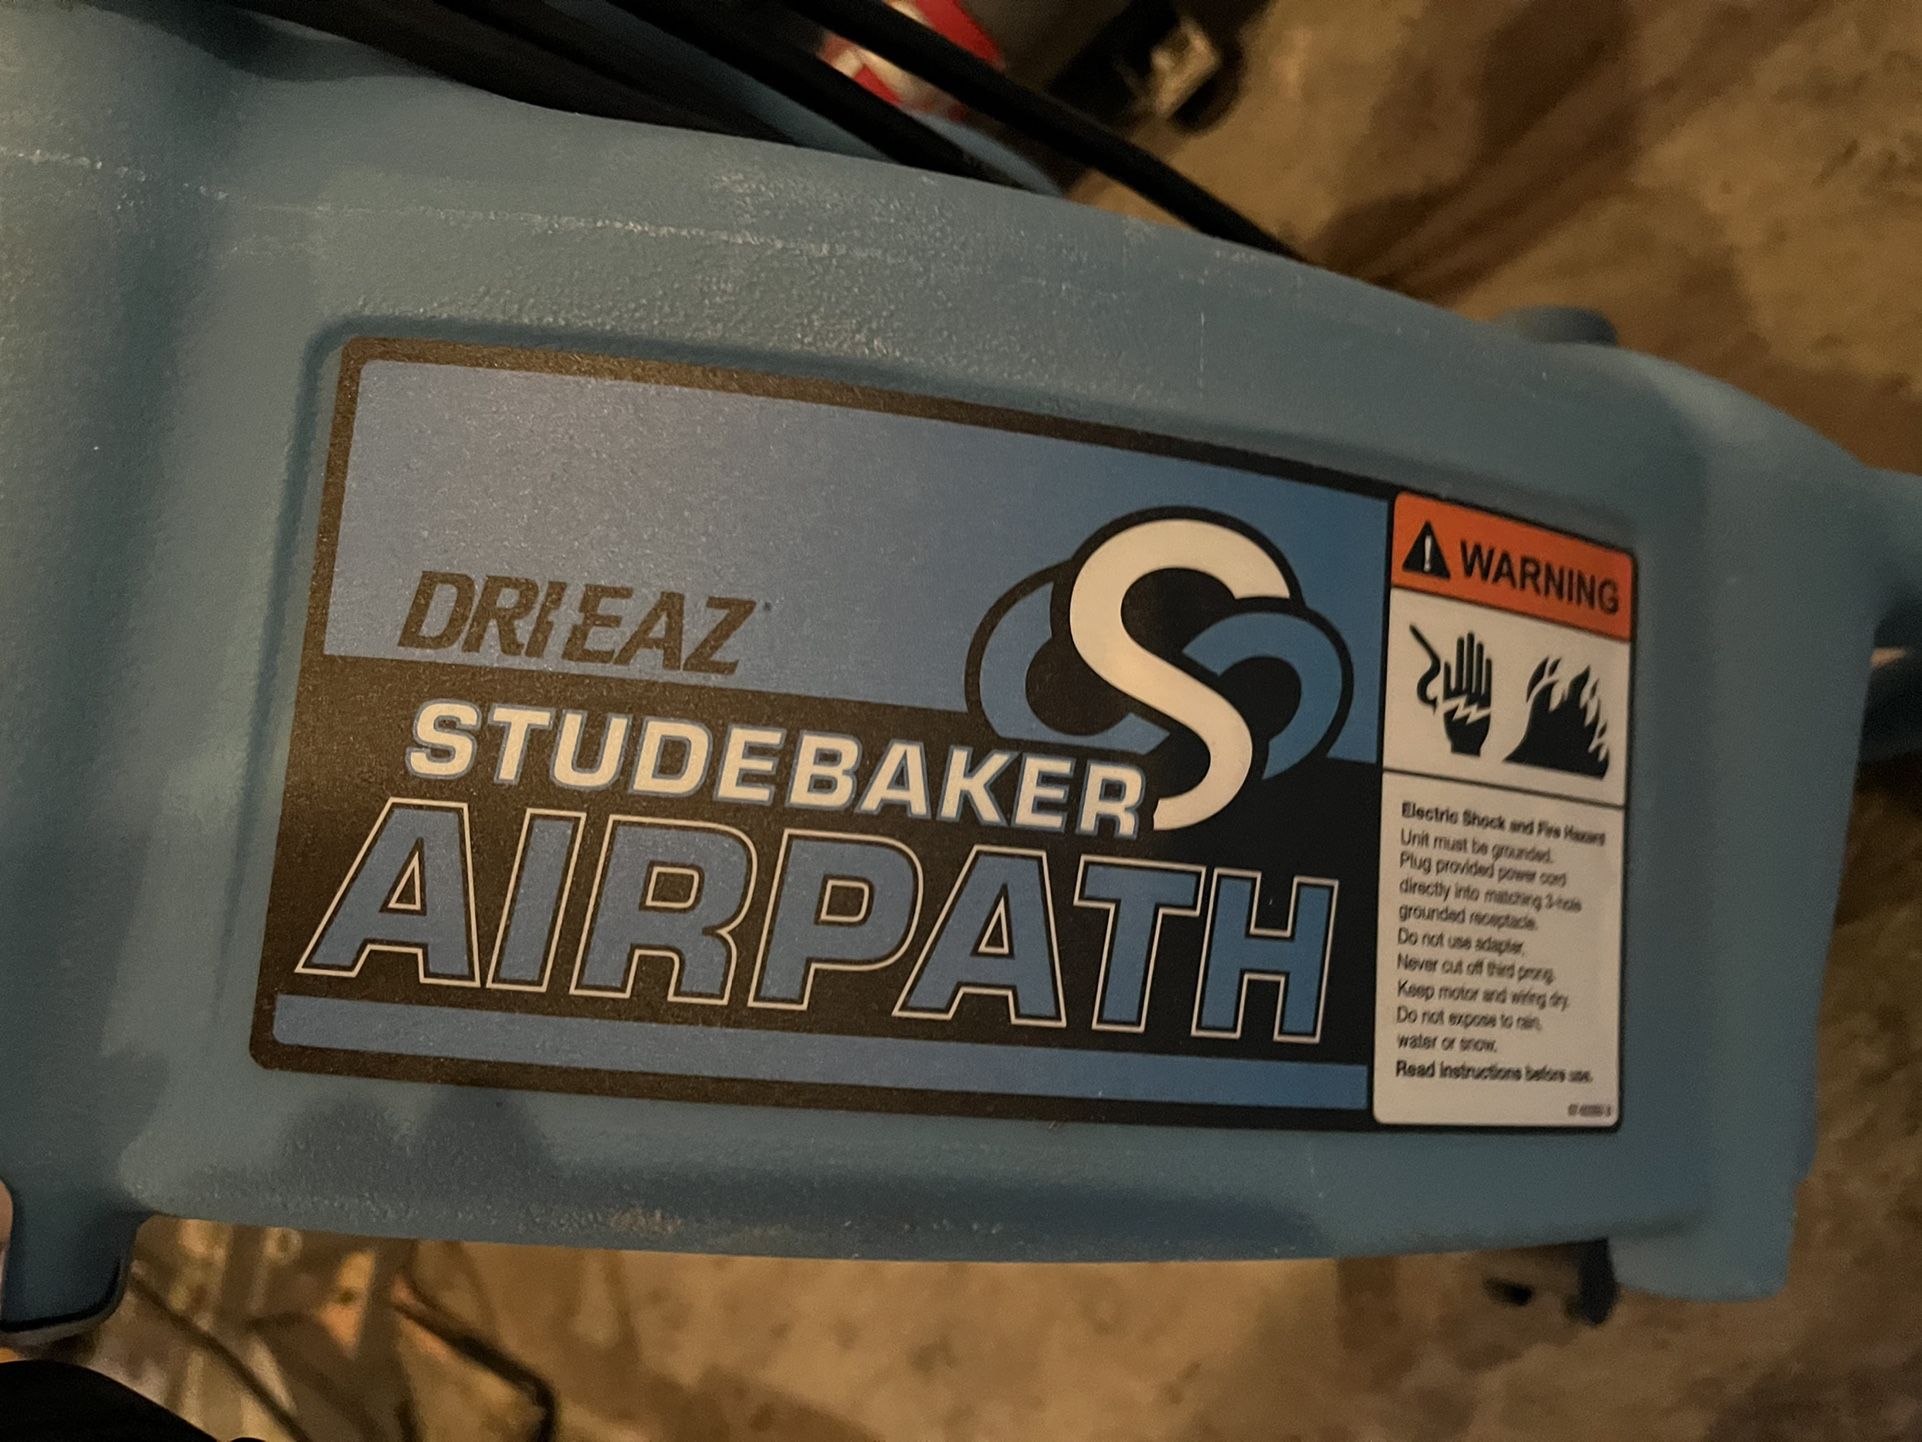 DRI-EAZ
S
STUDEBAKER
AIRPATH
WARNING
Electric Shock and Fire Hazard
Unit must be grounded.
Plug provided power cord
directly into matching 3-hole
grounded receptacle.
Do not use adapter.
Never cut off third prong.
Keep motor and wiring dry.
Do not expose to rain,
water or snow.
Read instructions before use.